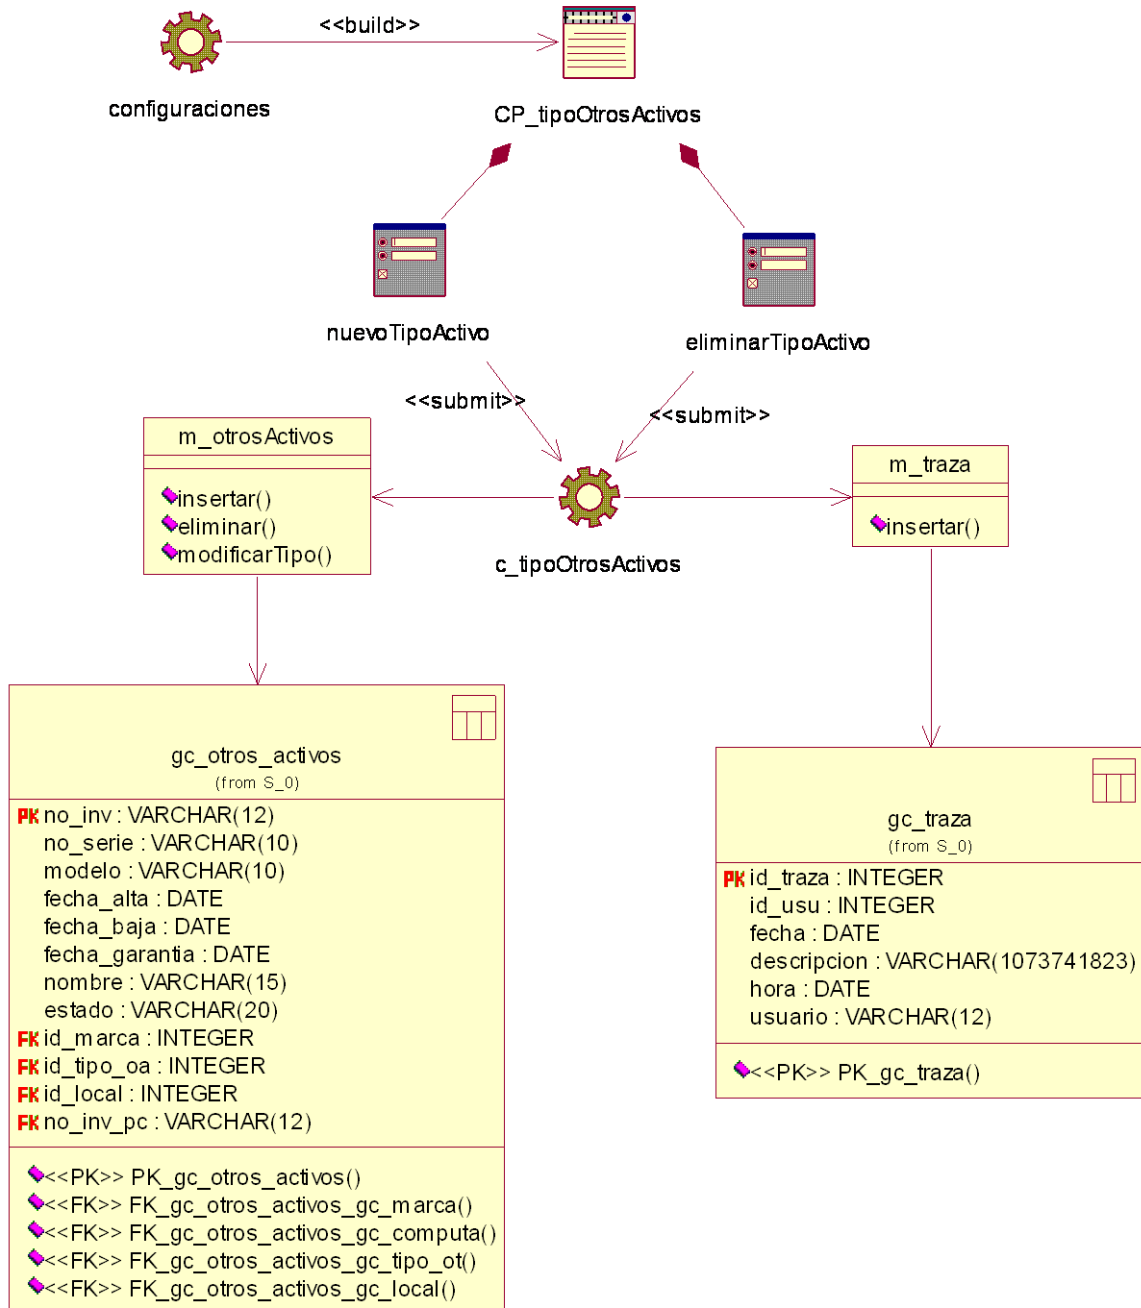 <<build>>
configuraciones
CP_tipoOtrosActivos
nuevoTipoActivo
eliminarTipoActivo
<<submit>>
<<submit>>
m_otrosActivos
insertar()
eliminar()
modificarTipo()
c_tipoOtrosActivos
m_traza
insertar()
gc_otros_activos
(from S_0)
PK no_inv : VARCHAR(12)
no_serie : VARCHAR(10)
modelo : VARCHAR(10)
fecha_alta : DATE
fecha_baja : DATE
fecha_garantia : DATE
nombre : VARCHAR(15)
estado : VARCHAR(20)
FK id_marca : INTEGER
FK id_tipo_oa : INTEGER
FK id_local : INTEGER
FK no_inv_pc : VARCHAR(12)
<<PK>> PK_gc_otros_activos()
<<FK>> FK_gc_otros_activos_gc_marca()
<<FK>> FK_gc_otros_activos_gc_computa()
<<FK>> FK_gc_otros_activos_gc_tipo_ot()
<<FK>> FK_gc_otros_activos_gc_local()
gc_traza
(from S_0)
PK id_traza : INTEGER
id_usu : INTEGER
fecha : DATE
descripcion : VARCHAR(1073741823)
hora : DATE
usuario : VARCHAR(12)
<<PK>> PK_gc_traza()